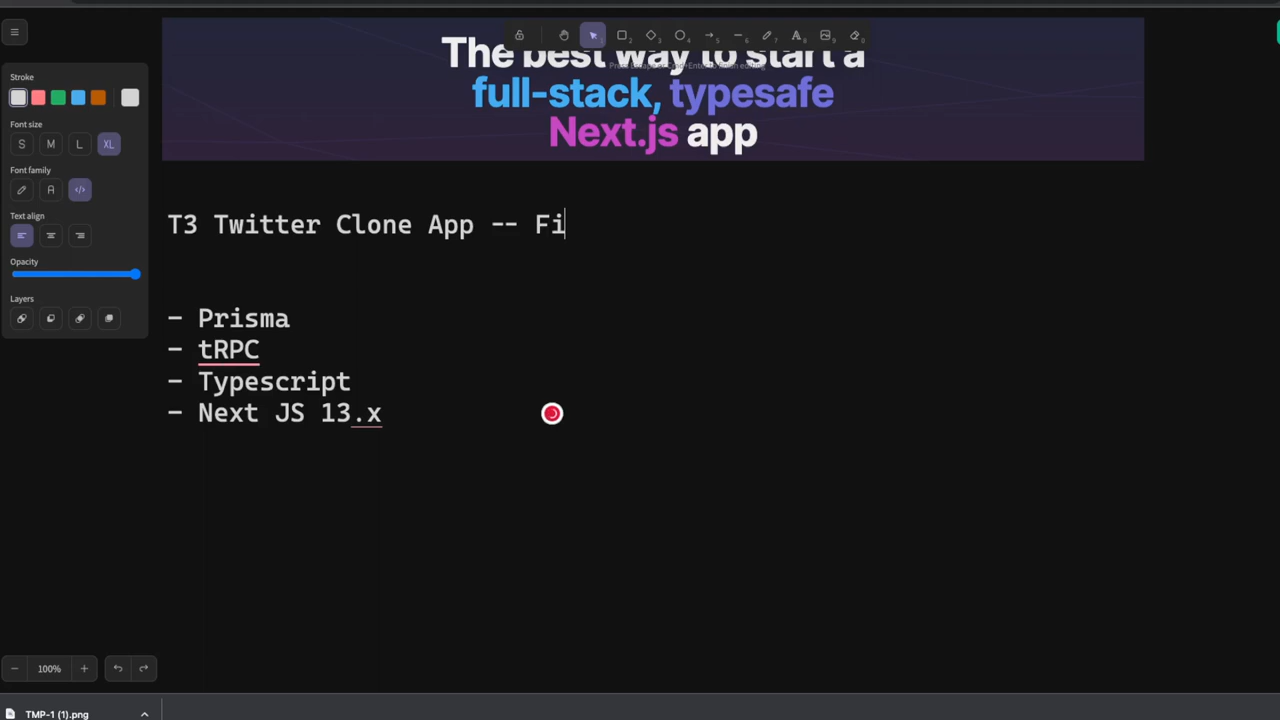 The best way to start a
full-stack, typesafe
Next.js app
Stroke
Font size
S M L XL
Font family
A </>
Text align
Opacity
Layers
T3 Twitter Clone App -- Fi
- Prisma
- tRPC
- Typescript
- Next JS 13.x
100%
TMP-1 (1).png